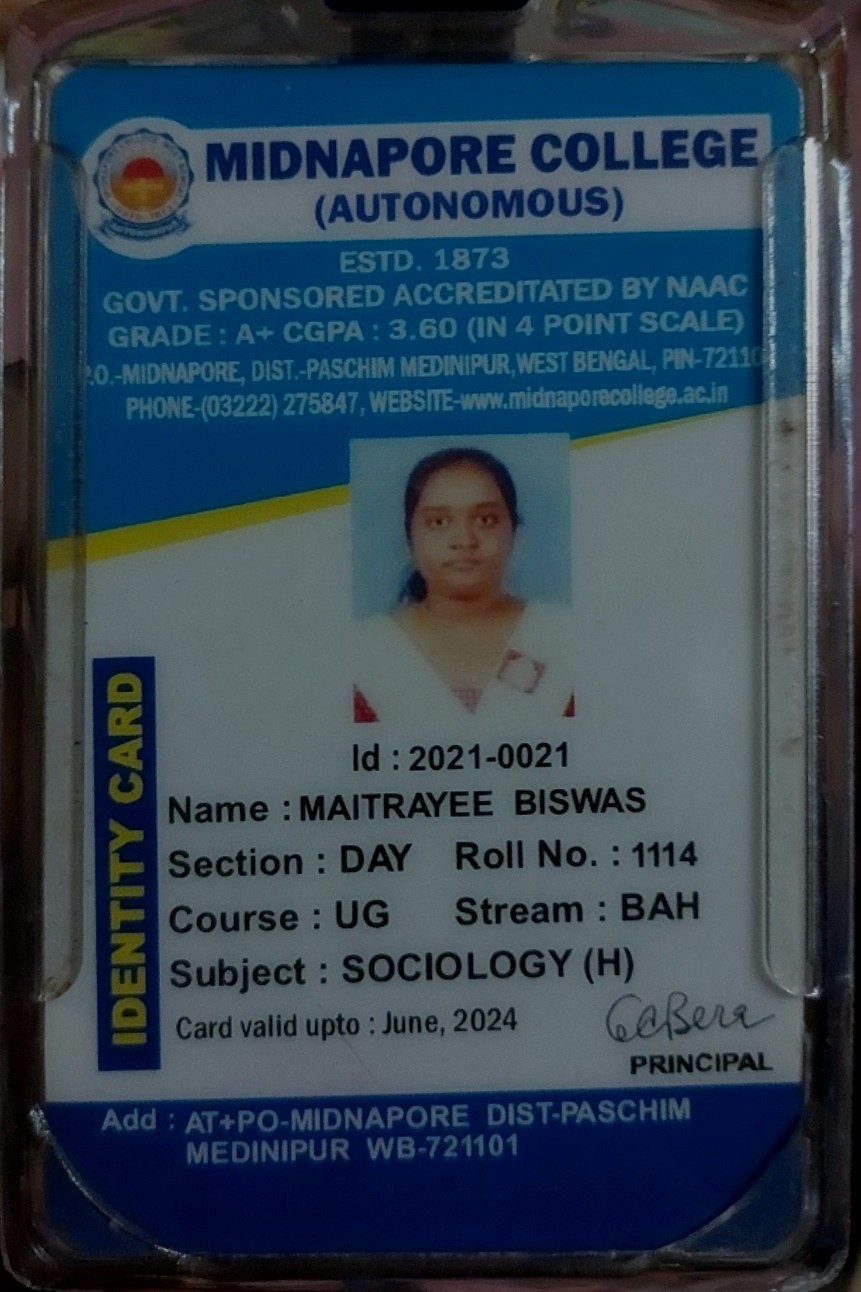 MIDNAPORE COLLEGE
(AUTONOMOUS)
ESTD. 1873
GOVT. SPONSORED ACCREDITATED BY NAAC
GRADE : A+ CGPA : 3.60 (IN 4 POINT SCALE)
.O.-MIDNAPORE, DIST.-PASCHIM MEDINIPUR, WEST BENGAL, PIN-72110
PHONE-(03222) 275847, WEBSITE-www.midnaporecollege.ac.in
IDENTITY CARD
Id : 2021-0021
Name : MAITRAYEE BISWAS
Section : DAY Roll No. : 1114
Course : UG Stream : BAH
Subject : SOCIOLOGY (H)
Card valid upto : June, 2024
PRINCIPAL
Add : AT+PO-MIDNAPORE DIST-PASCHIM
MEDINIPUR WB-721101